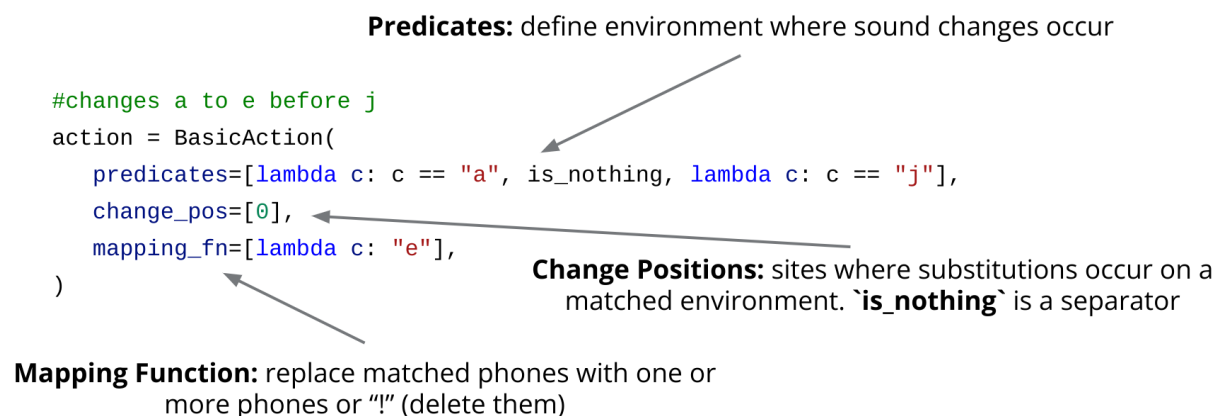 Predicates: define environment where sound changes occur
#changes a to e before j
action = BasicAction(
predicates=[lambda c: c == "a", is_nothing, lambda c: c == "j"],
change_pos=[0],
mapping_fn=[lambda c: "e"],
)
Change Positions: sites where substitutions occur on a
matched environment. `is_nothing` is a separator
Mapping Function: replace matched phones with one or
more phones or “!” (delete them)